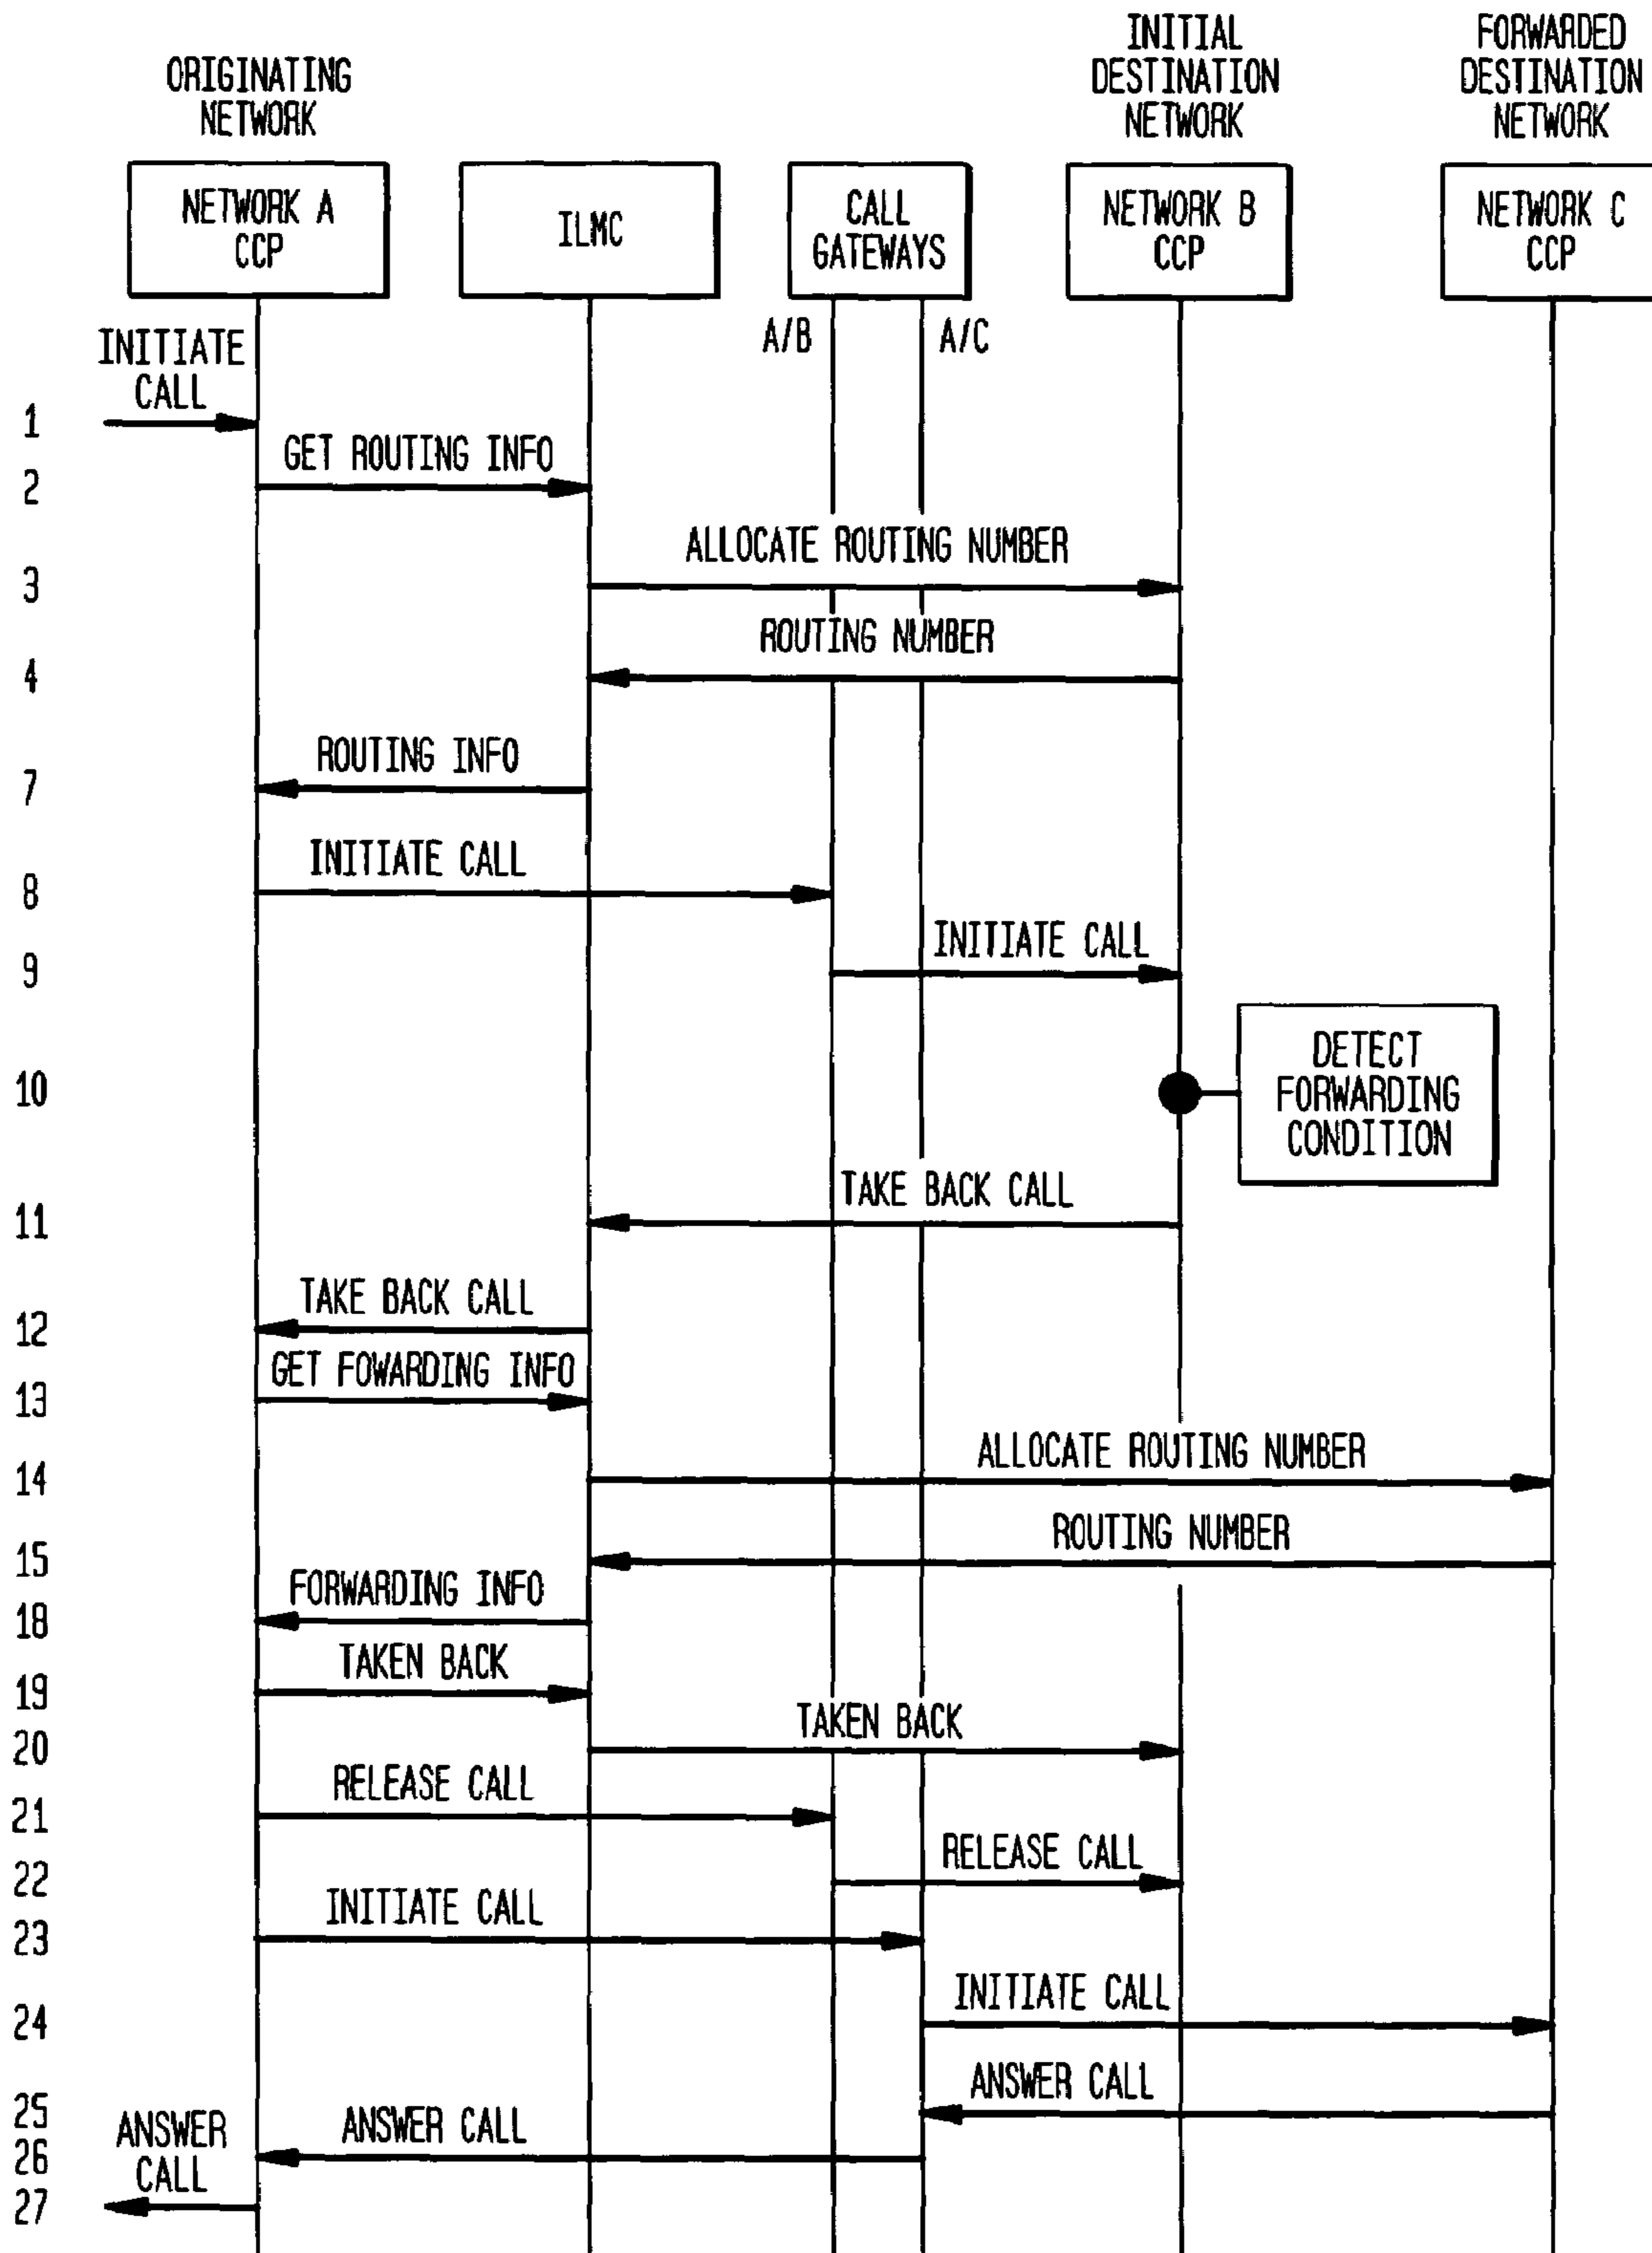 ORIGINATING
NETWORK
INITIAL
DESTINATION
NETWORK
FORWARDED
DESTINATION
NETWORK
NETWORK A
CCP
ILMC
CALL
GATEWAYS
NETWORK B
CCP
NETWORK C
CCP
A/B
A/C
INITIATE
CALL
1
GET ROUTING INFO
2
ALLOCATE ROUTING NUMBER
3
ROUTING NUMBER
4
ROUTING INFO
7
INITIATE CALL
8
INITIATE CALL
9
DETECT
FORWARDING
CONDITION
10
TAKE BACK CALL
11
TAKE BACK CALL
12
GET FOWARDING INFO
13
ALLOCATE ROUTING NUMBER
14
ROUTING NUMBER
15
FORWARDING INFO
18
TAKEN BACK
19
TAKEN BACK
20
RELEASE CALL
21
RELEASE CALL
22
INITIATE CALL
23
INITIATE CALL
24
ANSWER CALL
25
ANSWER CALL
26
ANSWER
CALL
27